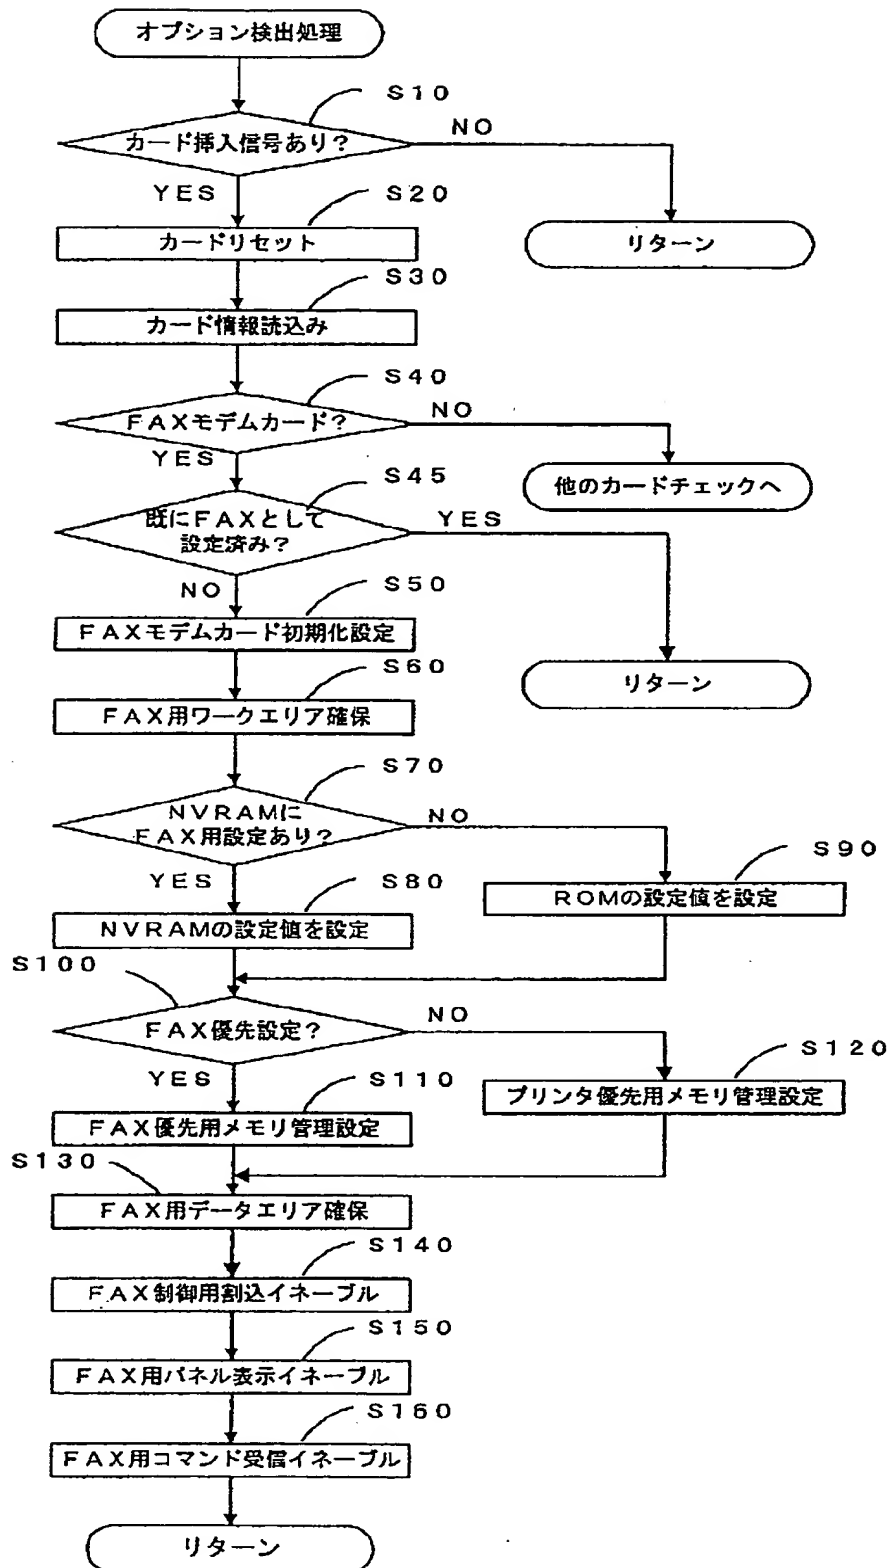 オプション検出処理
S10
カード挿入信号あり?
NO
YES
S20
カードリセット
リターン
S30
カード情報読込み
S40
FAXモデムカード?
NO
YES
S45
他のカードチェックへ
既にFAXとして
設定済み?
YES
NO
S50
FAXモデムカード初期化設定
S60
リターン
FAX用ワークエリア確保
S70
NVRAMに
FAX用設定あり?
NO
S90
YES
S80
ROMの設定値を設定
NVRAMの設定値を設定
S100
FAX優先設定?
NO
S120
YES
S110
プリンタ優先用メモリ管理設定
FAX優先用メモリ管理設定
S130
FAX用データエリア確保
S140
FAX制御用割込イネーブル
S150
FAX用パネル表示イネーブル
S160
FAX用コマンド受信イネーブル
リターン